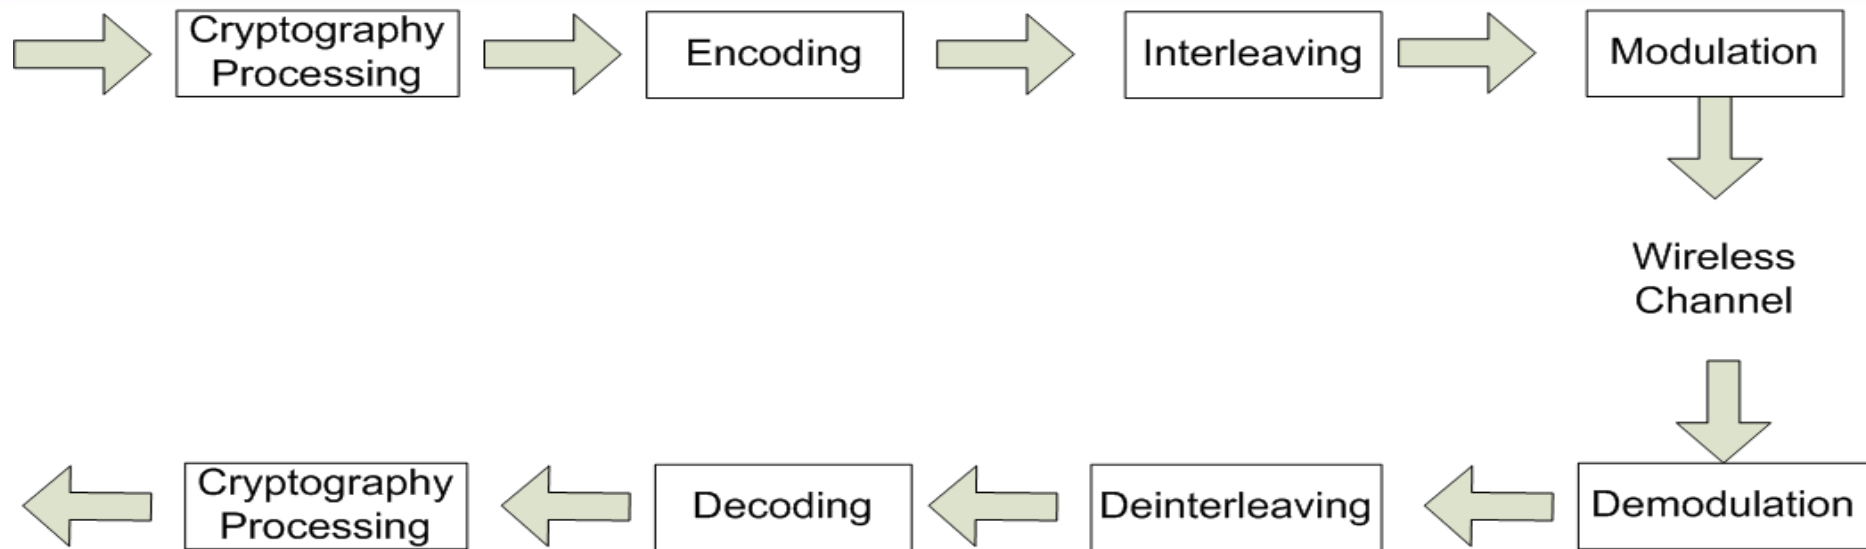 Cryptography
Processing
Encoding
Interleaving
Modulation
Wireless
Channel
Cryptography
Processing
Decoding
Deinterleaving
Demodulation